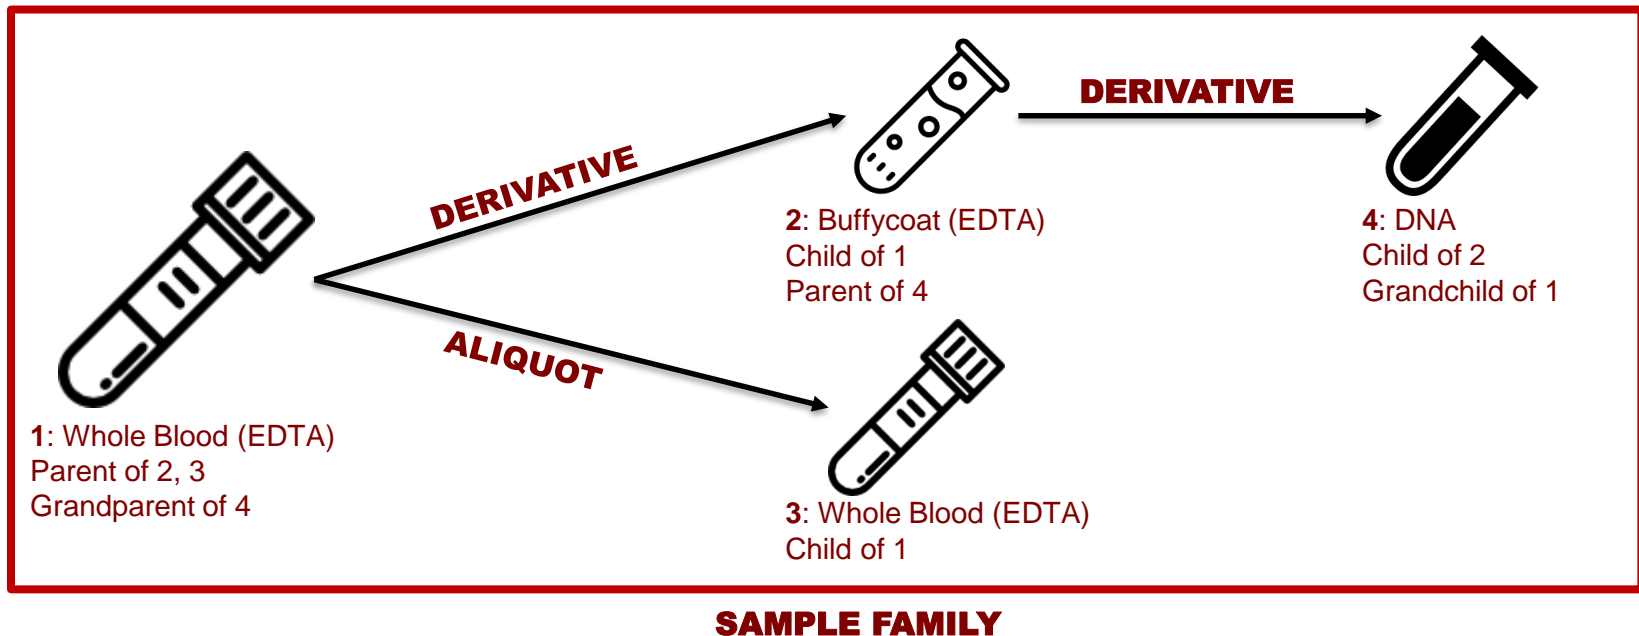 DERIVATIVE
DERIVATIVE
2: Buffycoat (EDTA)
Child of 1
Parent of 4
4: DNA
Child of 2
Grandchild of 1
ALIQUOT
1: Whole Blood (EDTA)
Parent of 2, 3
Grandparent of 4
3: Whole Blood (EDTA)
Child of 1
SAMPLE FAMILY